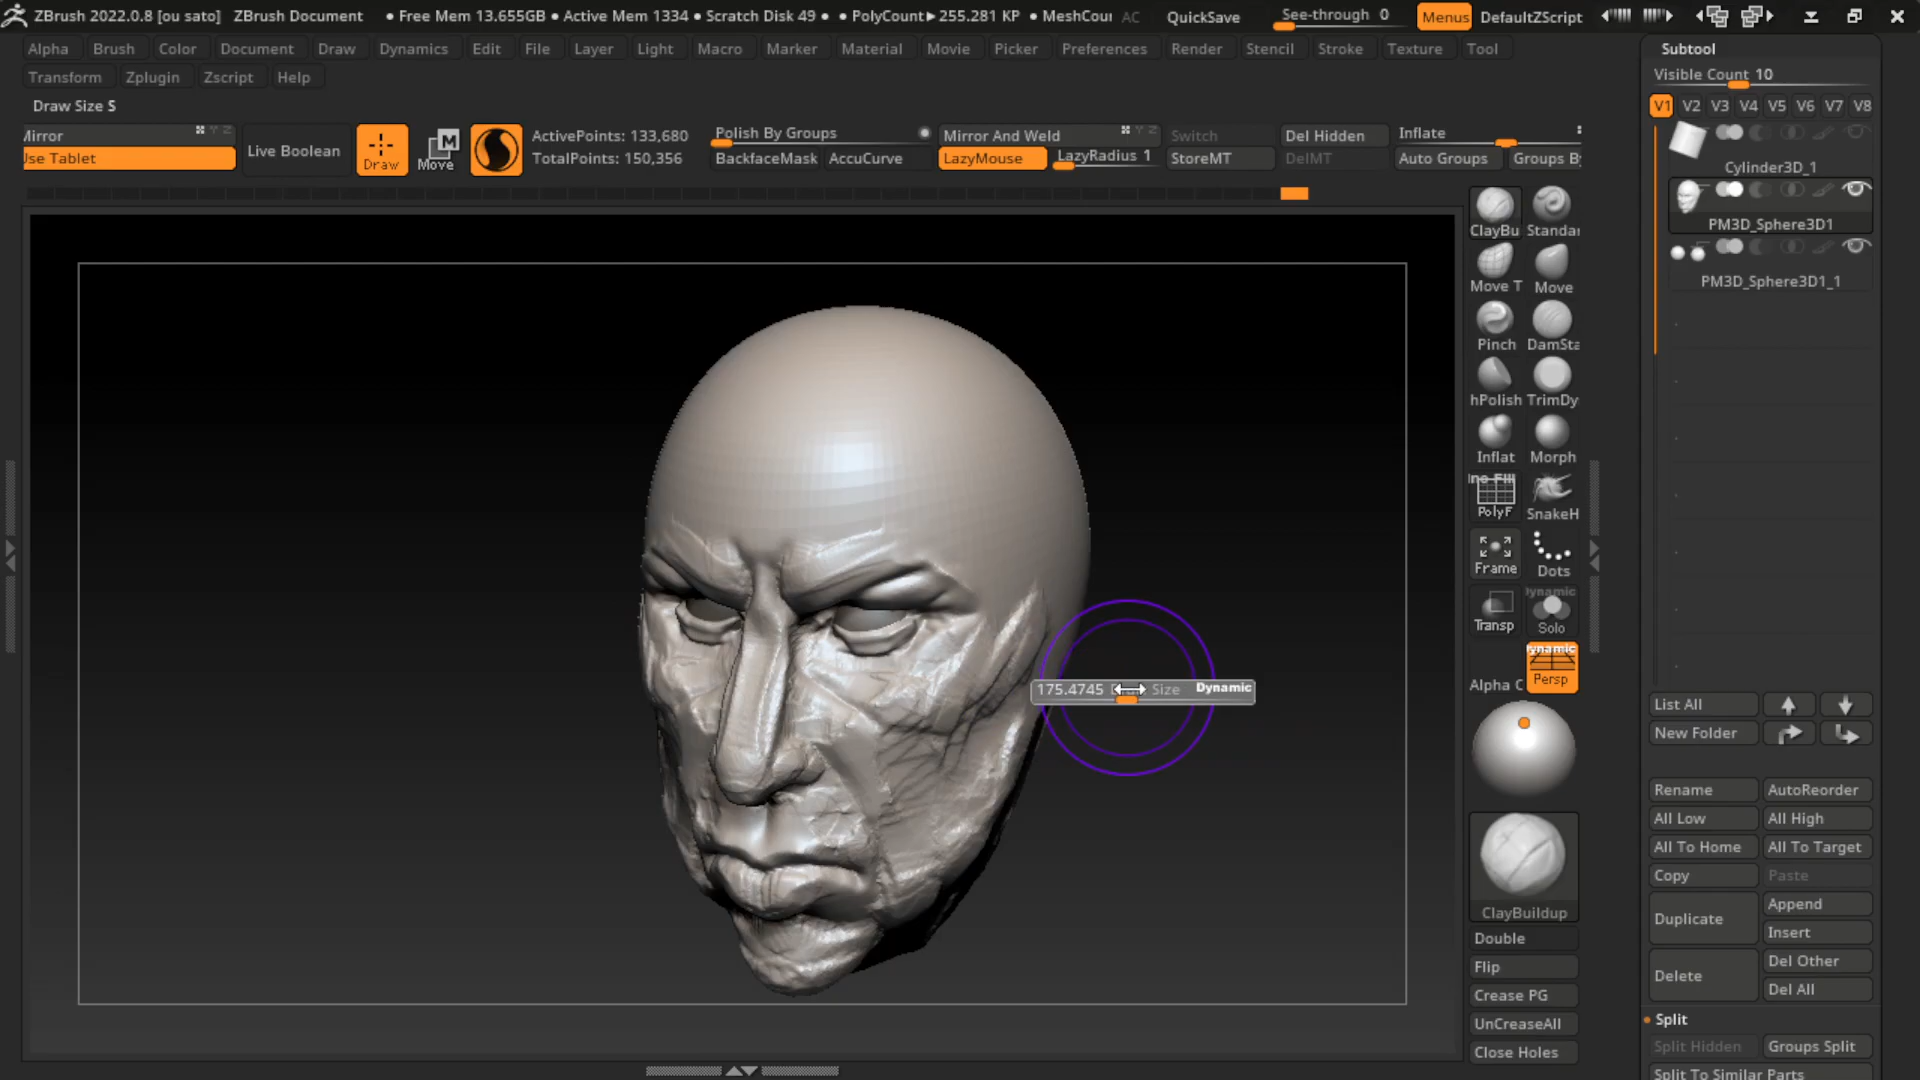 ZBrush 2022.0.8 [ou sato] ZBrush Document • Free Mem 13.655GB • Active Mem 1334 • Scratch Disk 49 • • PolyCount▸ 255.281 KP • MeshCour AC QuickSave See-through 0 Menus DefaultZScript
Alpha Brush Color Document Draw Dynamics Edit File Layer Light Macro Marker Material Movie Picker Preferences Render Stencil Stroke Texture Tool
Transform Zplugin Zscript Help
Draw Size S
Mirror
Use Tablet
Live Boolean
Draw
Move
ActivePoints: 133,680
TotalPoints: 150,356
Polish By Groups
BackfaceMask AccuCurve
Mirror And Weld
LazyMouse LazyRadius 1
Switch
StoreMT
Del Hidden
DelMT
Inflate
Auto Groups Groups By
175.4745 Size Dynamic
ClayBu Standar
Move T Move
Pinch DamSta
hPolish TrimDy
Inflat Morph
PolyF SnakeH
Frame Dots
Dynamic
Transp Solo
Dynamic
Alpha C Persp
ClayBuildup
Double
Flip
Crease PG
UnCreaseAll
Close Holes
Subtool
Visible Count 10
V1 V2 V3 V4 V5 V6 V7 V8
Cylinder3D_1
PM3D_Sphere3D1
PM3D_Sphere3D1_1
List All
New Folder
Rename AutoReorder
All Low All High
All To Home All To Target
Copy Paste
Duplicate Append
Insert
Delete Del Other
Del All
Split
Split Hidden Groups Split
Split To Similar Parts